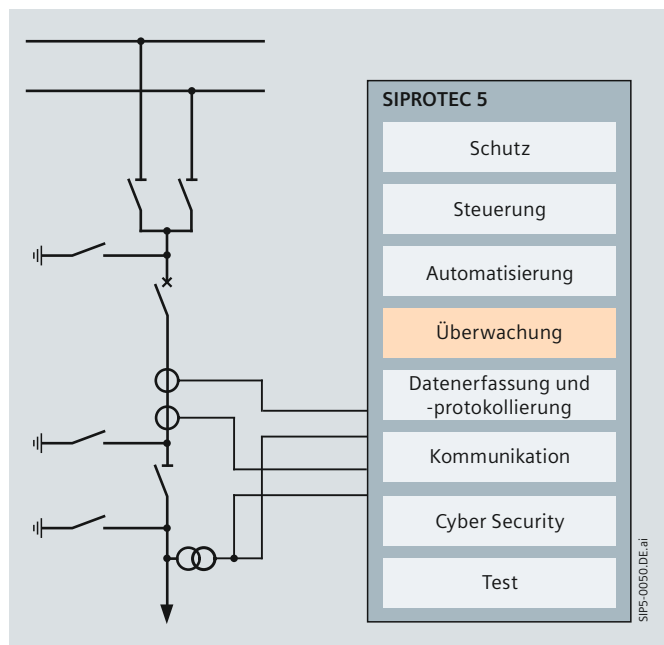 SIPROTEC 5
Schutz
Steuerung
Automatisierung
Überwachung
Datenerfassung und
-protokollierung
Kommunikation
Cyber Security
Test
SIP5-0050.DE.ai